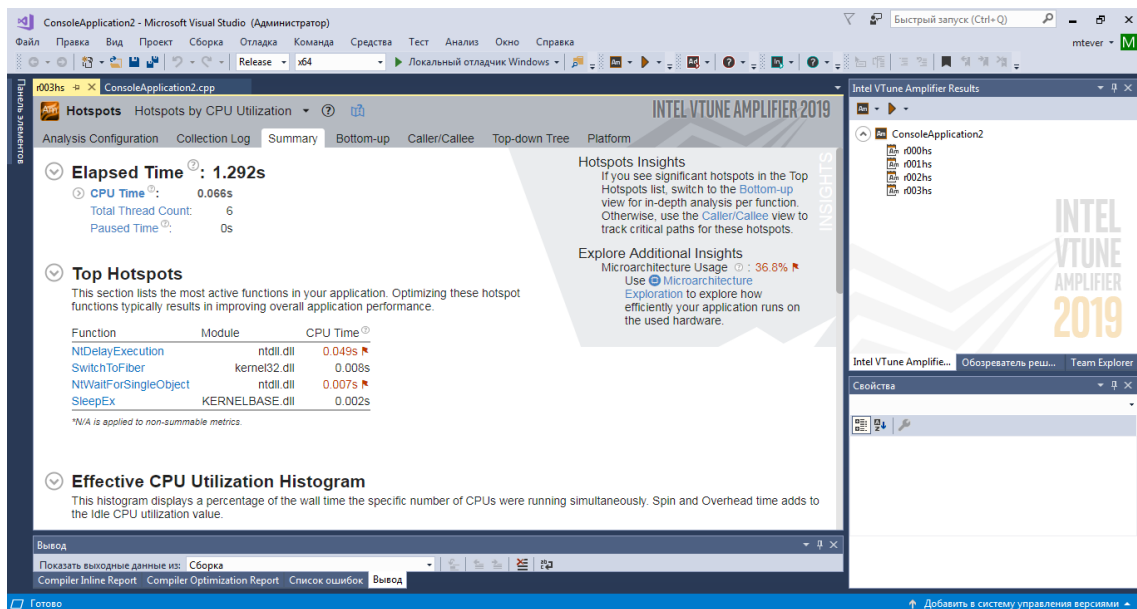 ConsoleApplication2 - Microsoft Visual Studio (Администратор)
Быстрый запуск (Ctrl+Q)
Файл Правка Вид Проект Сборка Отладка Команда Средства Тест Анализ Окно Справка
mtever M
Release x64 Локальный отладчик Windows
Панель элементов
r003hs ConsoleApplication2.cpp
Hotspots Hotspots by CPU Utilization
INTEL VTUNE AMPLIFIER 2019
Analysis Configuration Collection Log Summary Bottom-up Caller/Callee Top-down Tree Platform
Elapsed Time: 1.292s
CPU Time: 0.066s
Total Thread Count: 6
Paused Time: 0s
Top Hotspots
This section lists the most active functions in your application. Optimizing these hotspot
functions typically results in improving overall application performance.
Function Module CPU Time
NtDelayExecution ntdll.dll 0.049s
SwitchToFiber kernel32.dll 0.008s
NtWaitForSingleObject ntdll.dll 0.007s
SleepEx KERNELBASE.dll 0.002s
*N/A is applied to non-summable metrics.
Effective CPU Utilization Histogram
This histogram displays a percentage of the wall time the specific number of CPUs were running simultaneously. Spin and Overhead time adds to
the Idle CPU utilization value.
Hotspots Insights
If you see significant hotspots in the Top
Hotspots list, switch to the Bottom-up
view for in-depth analysis per function.
Otherwise, use the Caller/Callee view to
track critical paths for these hotspots.
Explore Additional Insights
Microarchitecture Usage: 36.8%
Use Microarchitecture
Exploration to explore how
efficiently your application runs on
the used hardware.
INSIGHTS
Intel VTune Amplifier Results
ConsoleApplication2
r000hs
r001hs
r002hs
r003hs
INTEL
VTUNE
AMPLIFIER
2019
Intel VTune Amplifie... Обозреватель реш... Team Explorer
Свойства
Вывод
Показать выходные данные из: Сборка
Compiler Inline Report Compiler Optimization Report Список ошибок Вывод
Готово
Добавить в систему управления версиями